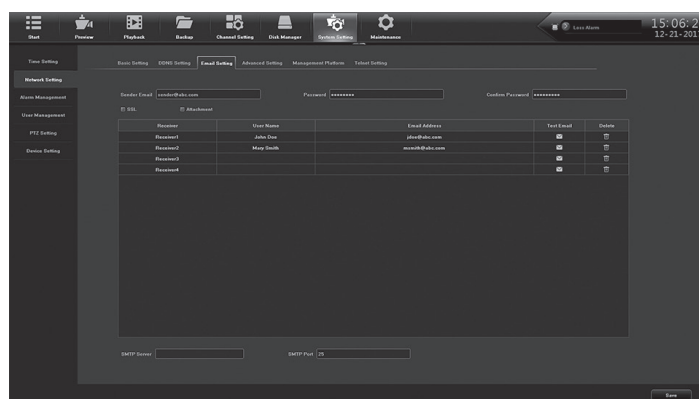 Start Preview Playback Backup Channel Setting Disk Manager System Setting Maintenance
Loss Alarm
15:06:2
12-21-201
Time Setting
Network Setting
Alarm Management
User Management
PTZ Setting
Device Setting
Basic Setting DDNS Setting Email Setting Advanced Setting Management Platform Telnet Setting
Sender Email sender@abc.com Password ******** Confirm Password *********
SSL Attachment
Receiver User Name Email Address Test Email Delete
Receiver1 John Doe jdoe@abc.com
Receiver2 Mary Smith msmith@abc.com
Receiver3
Receiver4
SMTP Server SMTP Port 25
Save